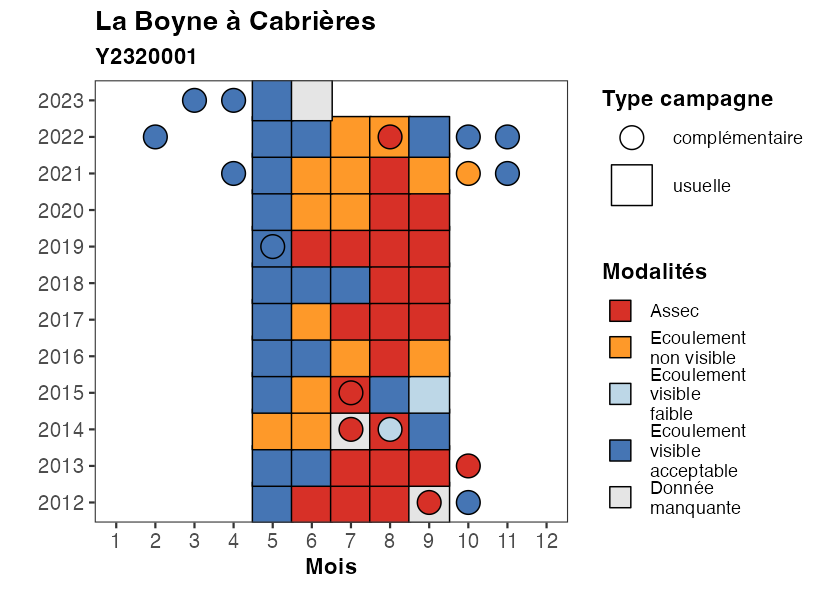 La Boyne à Cabrières
Y2320001
2023
2022
2021
2020
2019
2018
2017
2016
2015
2014
2013
2012
1 2 3 4 5 6 7 8 9 10 11 12
Mois
Type campagne
complémentaire
usuelle
Modalités
Assec
Ecoulement
non visible
Ecoulement
visible
faible
Ecoulement
visible
acceptable
Donnée
manquante